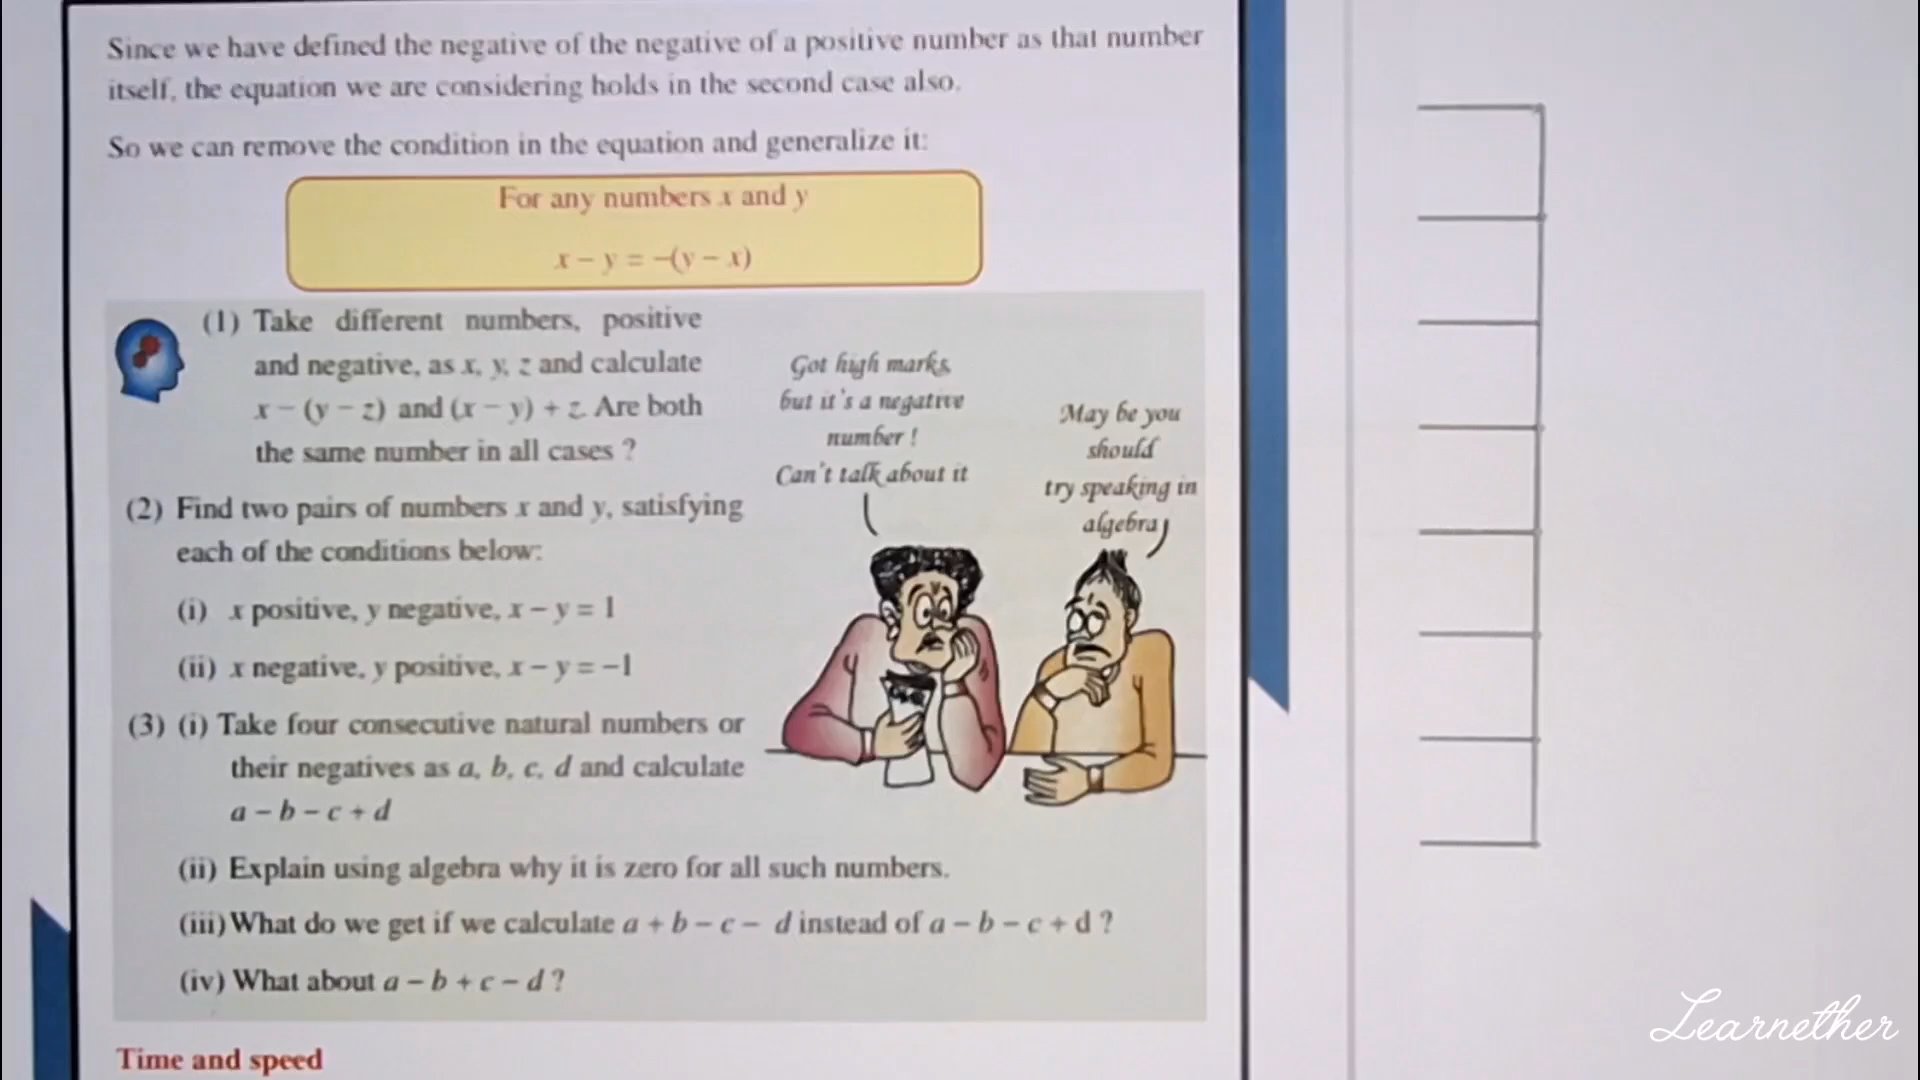 Since we have defined the negative of the negative of a positive number as that number
itself, the equation we are considering holds in the second case also.
So we can remove the condition in the equation and generalize it:
For any numbers x and y
x – y = –(y – x)
(1) Take different numbers, positive
and negative, as x, y, z and calculate
x – (y – z) and (x – y) + z. Are both
the same number in all cases ?
Got high marks,
but it's a negative
number !
Can't talk about it
May be you
should
try speaking in
algebra
(2) Find two pairs of numbers x and y, satisfying
each of the conditions below:
(i) x positive, y negative, x – y = 1
(ii) x negative, y positive, x – y = –1
(3) (i) Take four consecutive natural numbers or
their negatives as a, b, c, d and calculate
a – b – c + d
(ii) Explain using algebra why it is zero for all such numbers.
(iii) What do we get if we calculate a + b – c – d instead of a – b – c + d ?
(iv) What about a – b + c – d ?
Time and speed
Learnether